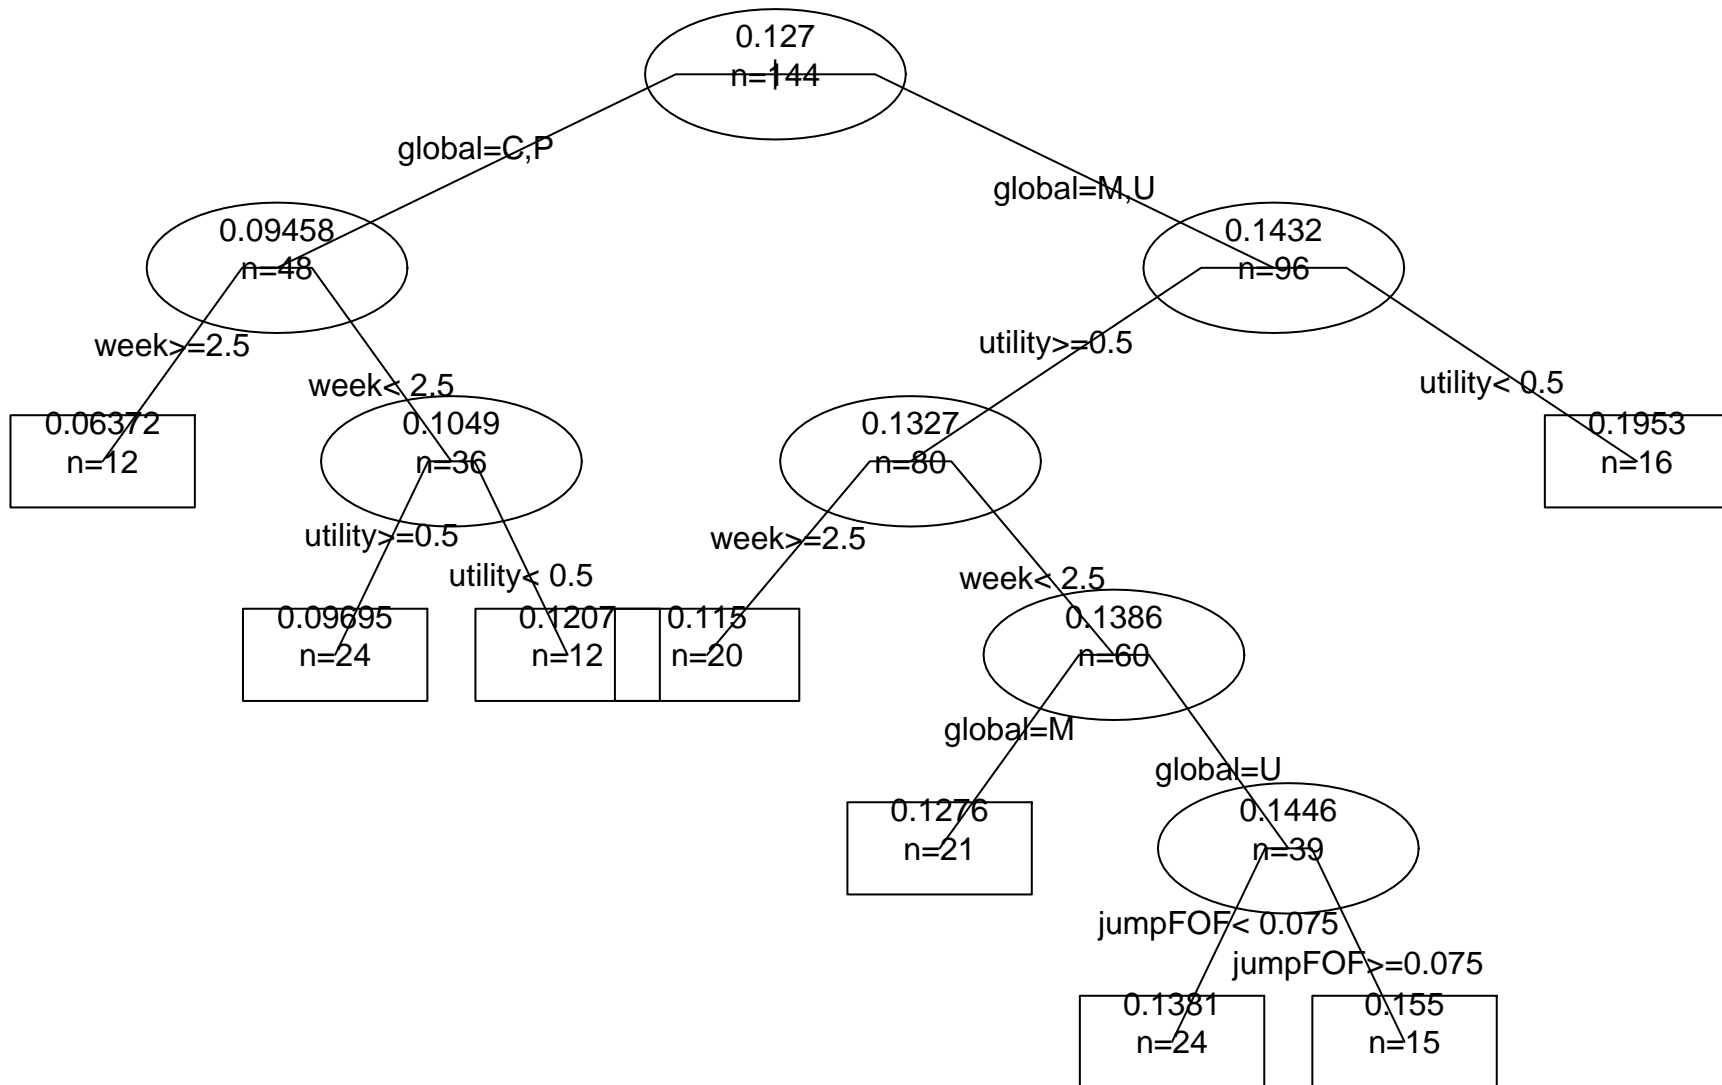 0.127
n=144
global=C,P
global=M,U
0.09458
n=48
0.1432
n=96
week>=2.5
week< 2.5
utility>=0.5
utility< 0.5
0.06372
n=12
0.1049
n=36
0.1327
n=80
0.1953
n=16
utility>=0.5
utility< 0.5
week>=2.5
week< 2.5
0.09695
n=24
0.1207
n=12
0.115
n=20
0.1386
n=60
global=M
global=U
0.1276
n=21
0.1446
n=39
jumpFOF< 0.075
jumpFOF>=0.075
0.1381
n=24
0.155
n=15